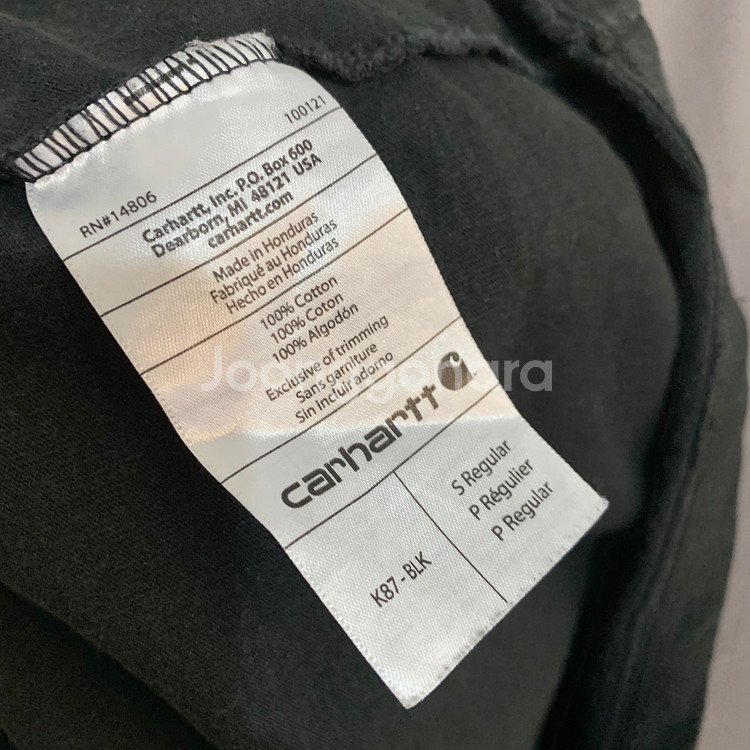 100121
RN#14806
Carhartt, Inc. P.O. Box 600
Dearborn, MI 48121 USA
carhartt.com
Made in Honduras
Fabriqué au Honduras
Hecho en Honduras
100% Cotton
100% Coton
100% Algodón
Exclusive of trimming
Sans garniture
Sin Incluir adorno
carhartt
S Regular
P Régulier
P Regular
K87 - BLK